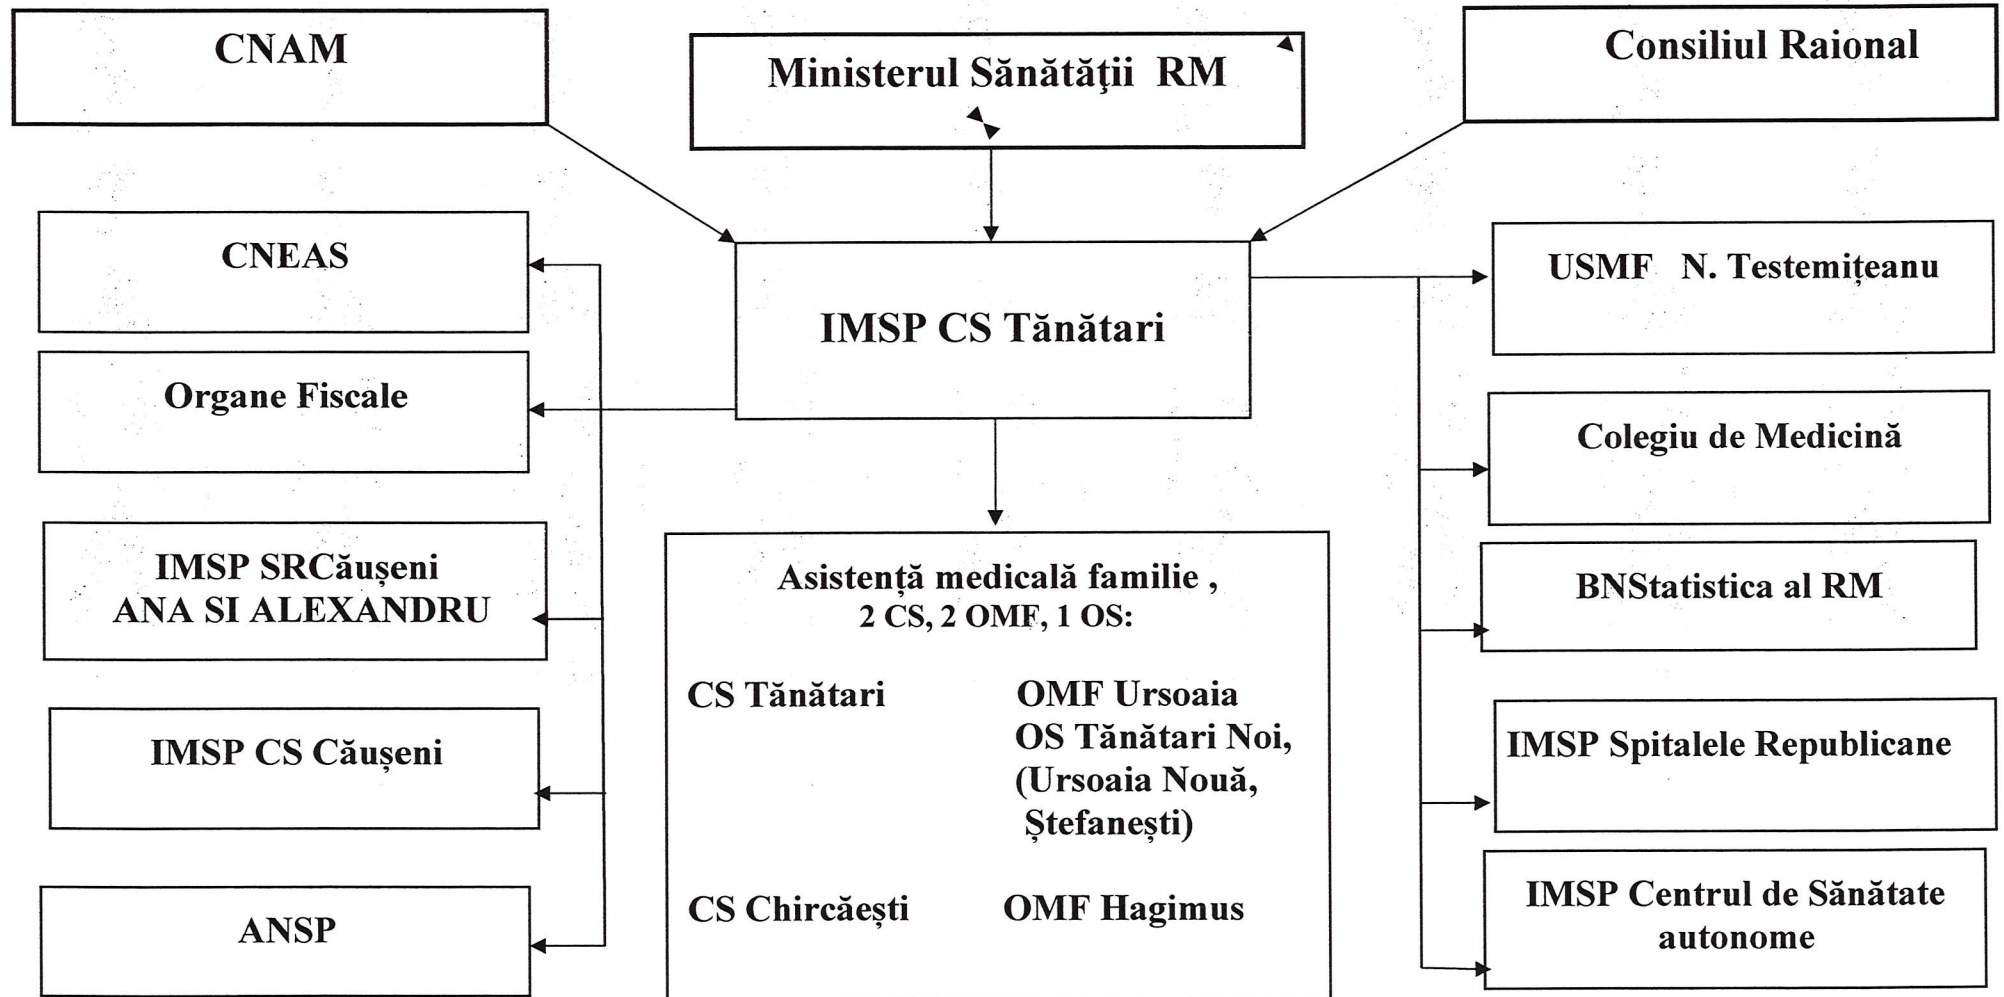 CNAM
Ministerul Sănătăţii RM
Consiliul Raional
CNEAS
Organe Fiscale
IMSP SRCăușeni
ANA SI ALEXANDRU
IMSP CS Căușeni
ANSP
IMSP CS Tănătari
Asistență medicală familie ,
2 CS, 2 OMF, 1 OS:
CS Tănătari OMF Ursoaia
OS Tănătari Noi,
(Ursoaia Nouă,
Ștefanești)
CS Chircăești OMF Hagimus
USMF N. Testemițeanu
Colegiu de Medicină
BNStatistica al RM
IMSP Spitalele Republicane
IMSP Centrul de Sănătate
autonome